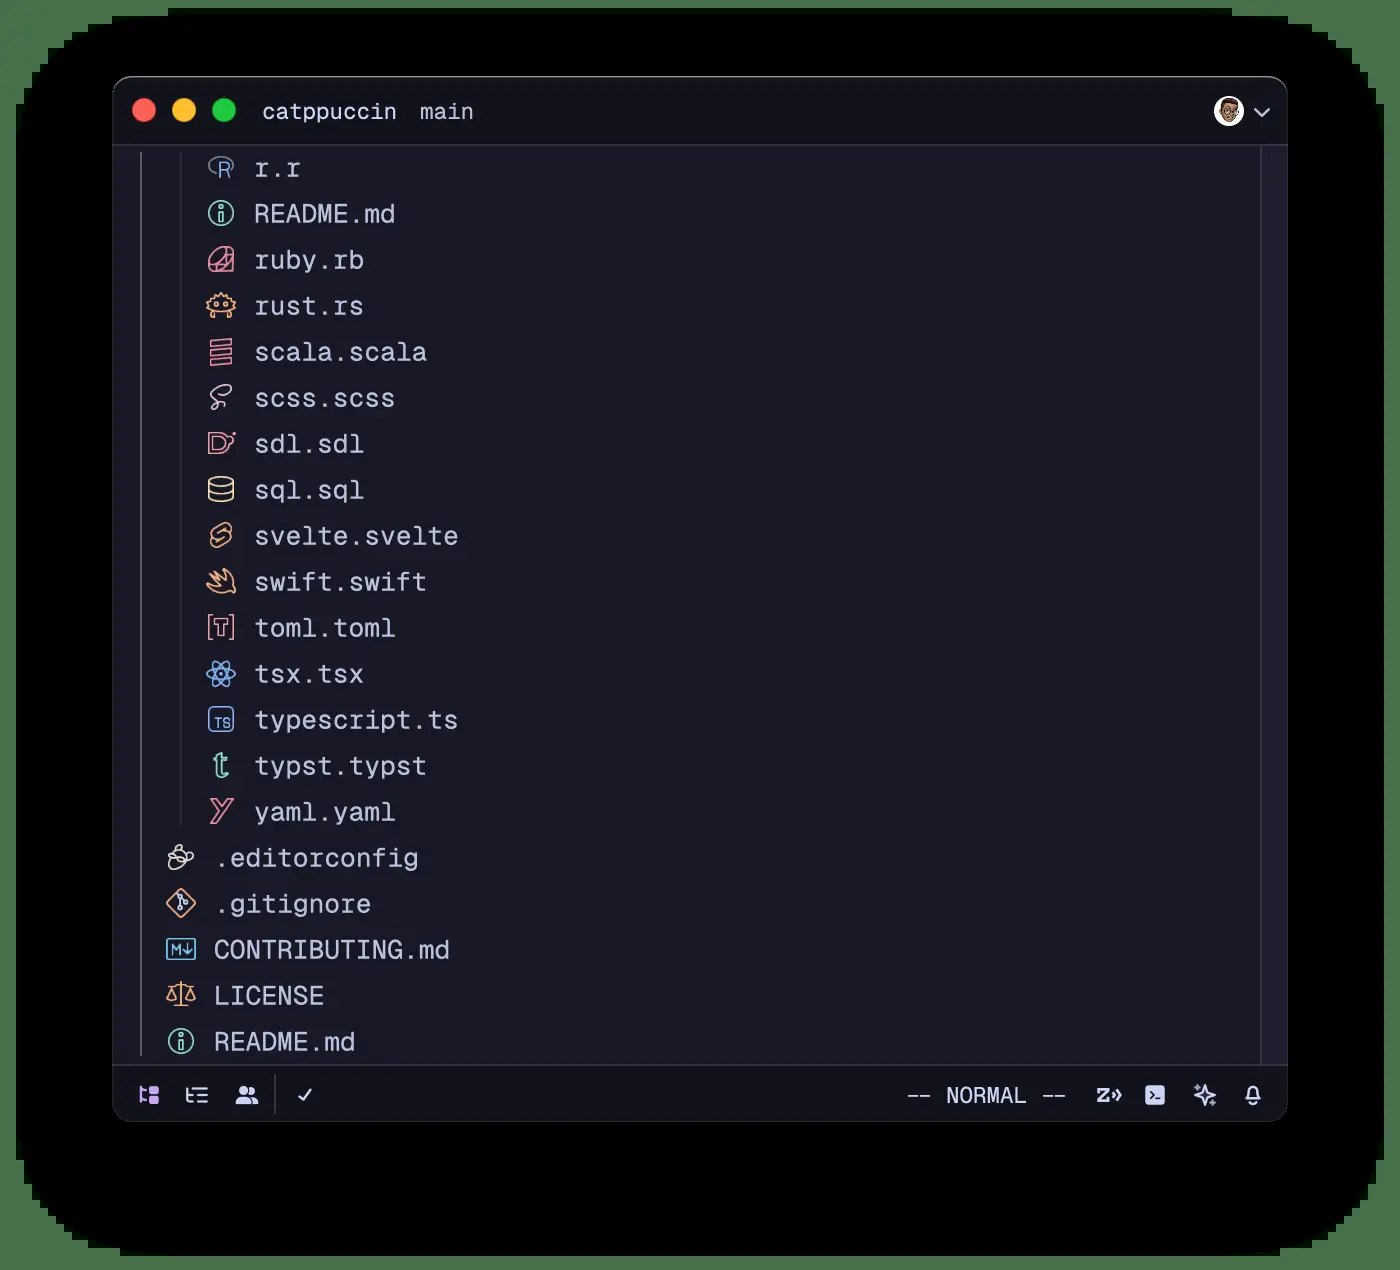 catppuccin main
r.r
README.md
ruby.rb
rust.rs
scala.scala
scss.scss
sdl.sdl
sql.sql
svelte.svelte
swift.swift
toml.toml
tsx.tsx
typescript.ts
typst.typst
yaml.yaml
.editorconfig
.gitignore
CONTRIBUTING.md
LICENSE
README.md
-- NORMAL --